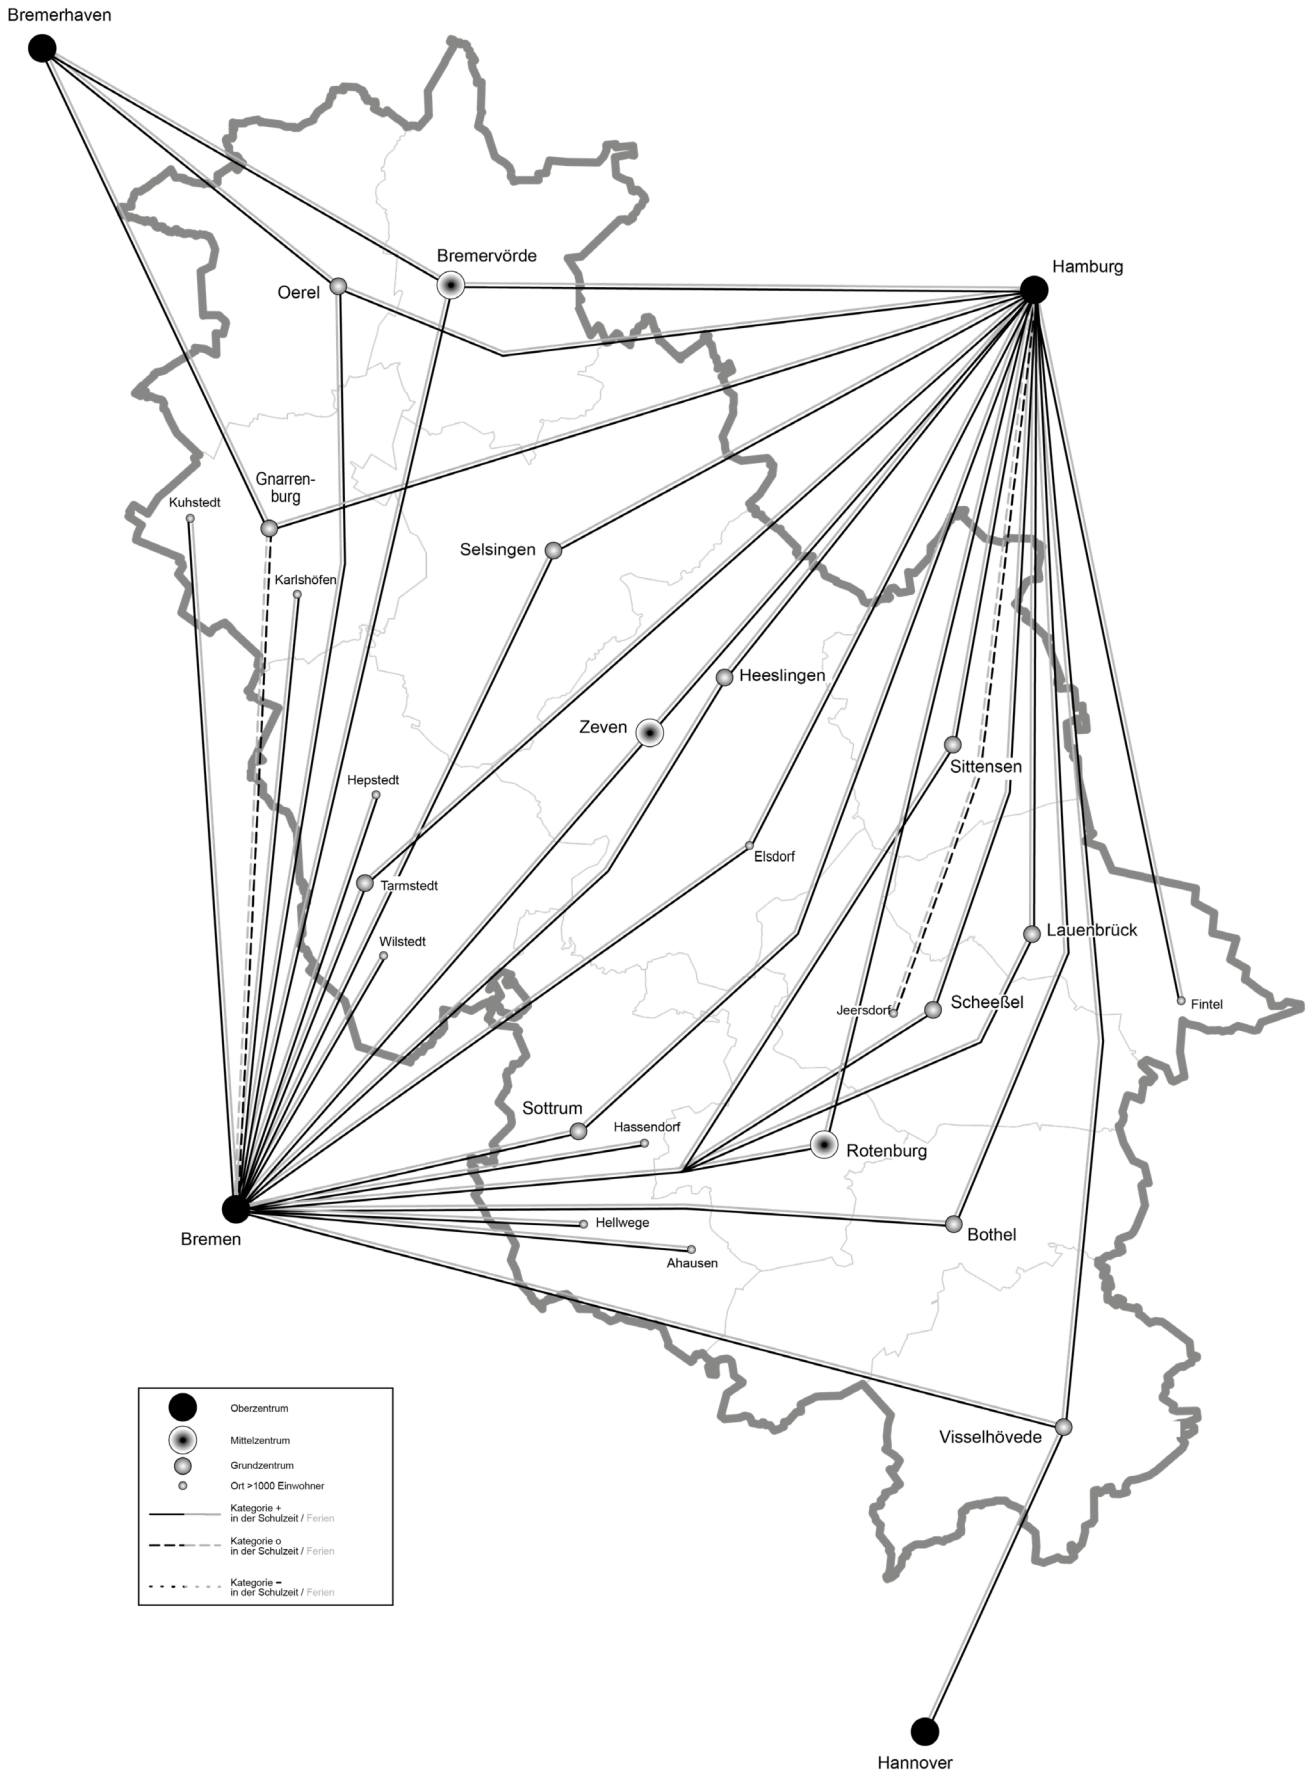 Bremerhaven
Bremervörde
Hamburg
Oerel
Gnarren-
burg
Kuhstedt
Selsingen
Karlshöfen
Heeslingen
Zeven
Sittensen
Hepstedt
Elsdorf
Tarmstedt
Wilstedt
Lauenbrück
Scheeßel
Jeersdorf
Fintel
Sottrum
Hassendorf
Rotenburg
Hellwege
Bothel
Bremen
Ahausen
Visselhövede
Oberzentrum
Mittelzentrum
Grundzentrum
Ort >1000 Einwohner
Kategorie +
in der Schulzeit / Ferien
Kategorie o
in der Schulzeit / Ferien
Kategorie –
in der Schulzeit / Ferien
Hannover